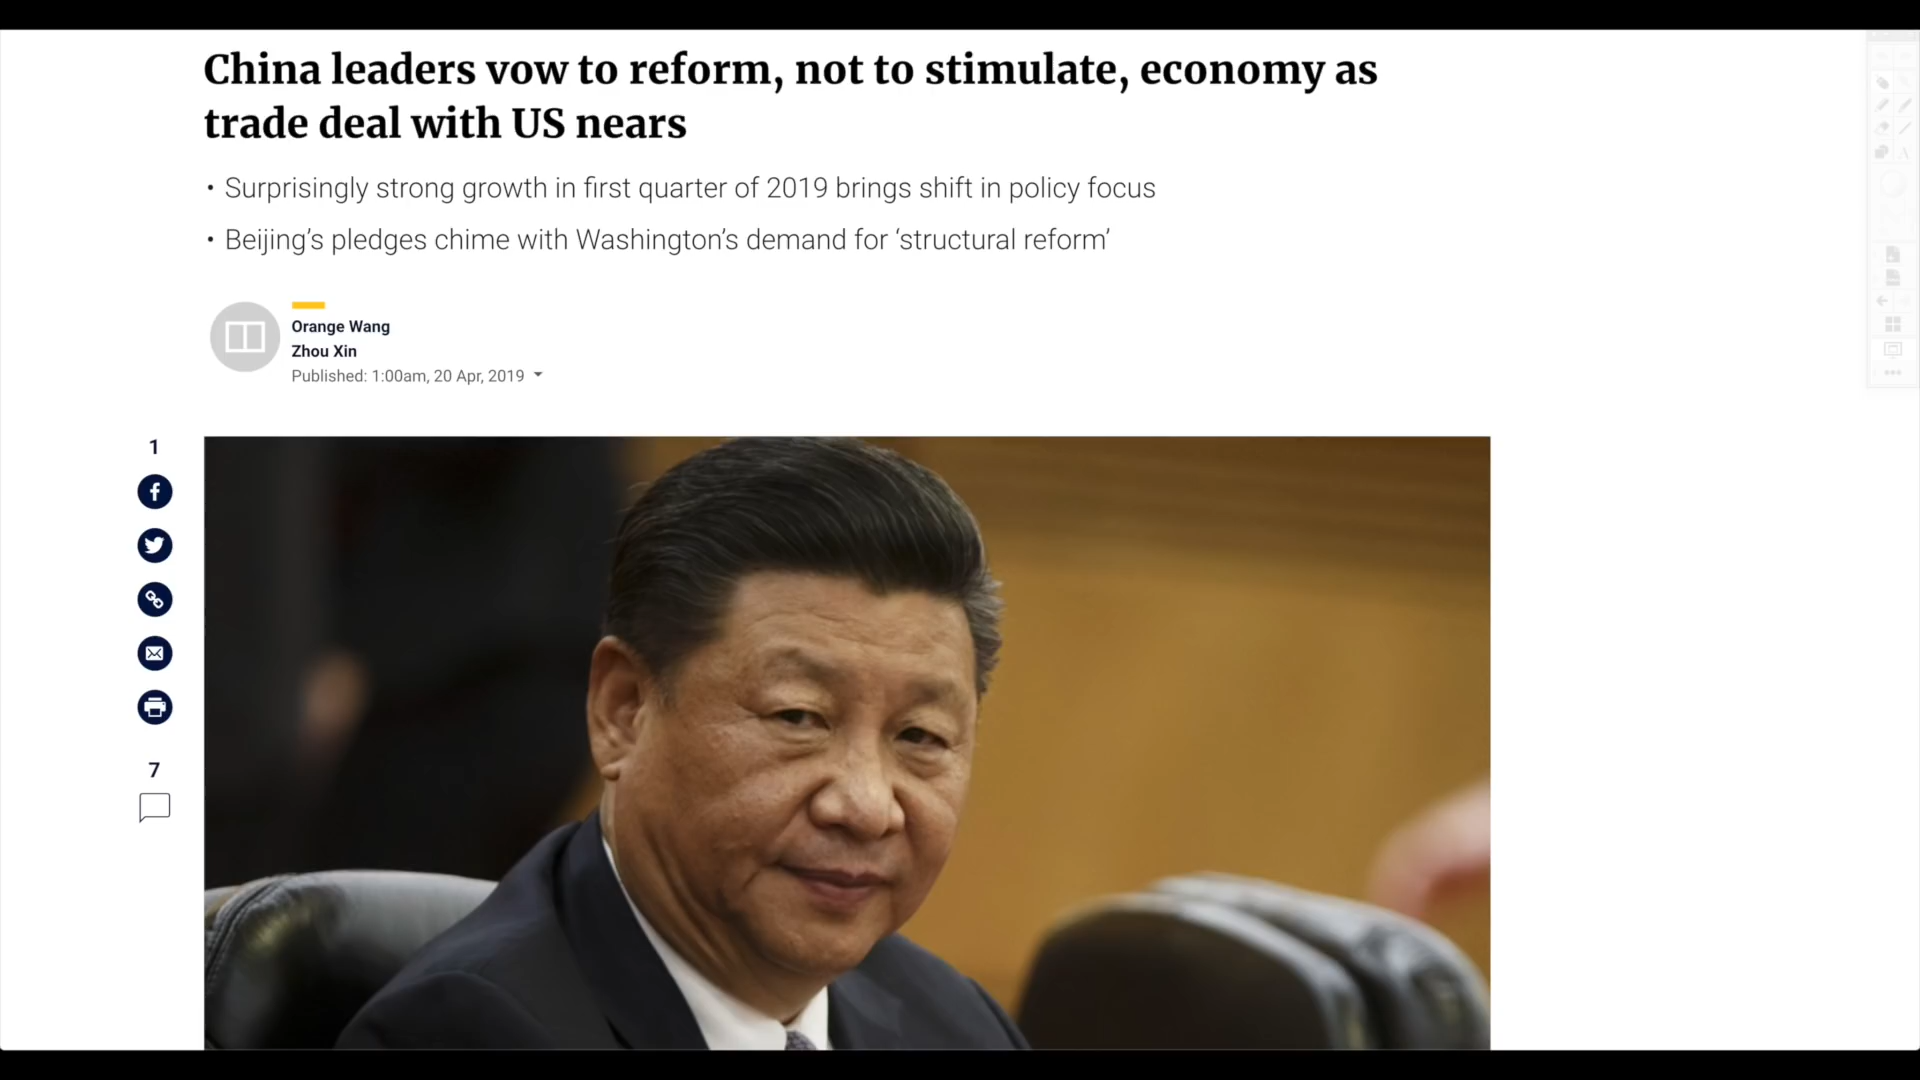 China leaders vow to reform, not to stimulate, economy as
trade deal with US nears
• Surprisingly strong growth in first quarter of 2019 brings shift in policy focus
• Beijing’s pledges chime with Washington’s demand for ‘structural reform’
Orange Wang
Zhou Xin
Published: 1:00am, 20 Apr, 2019
1
7